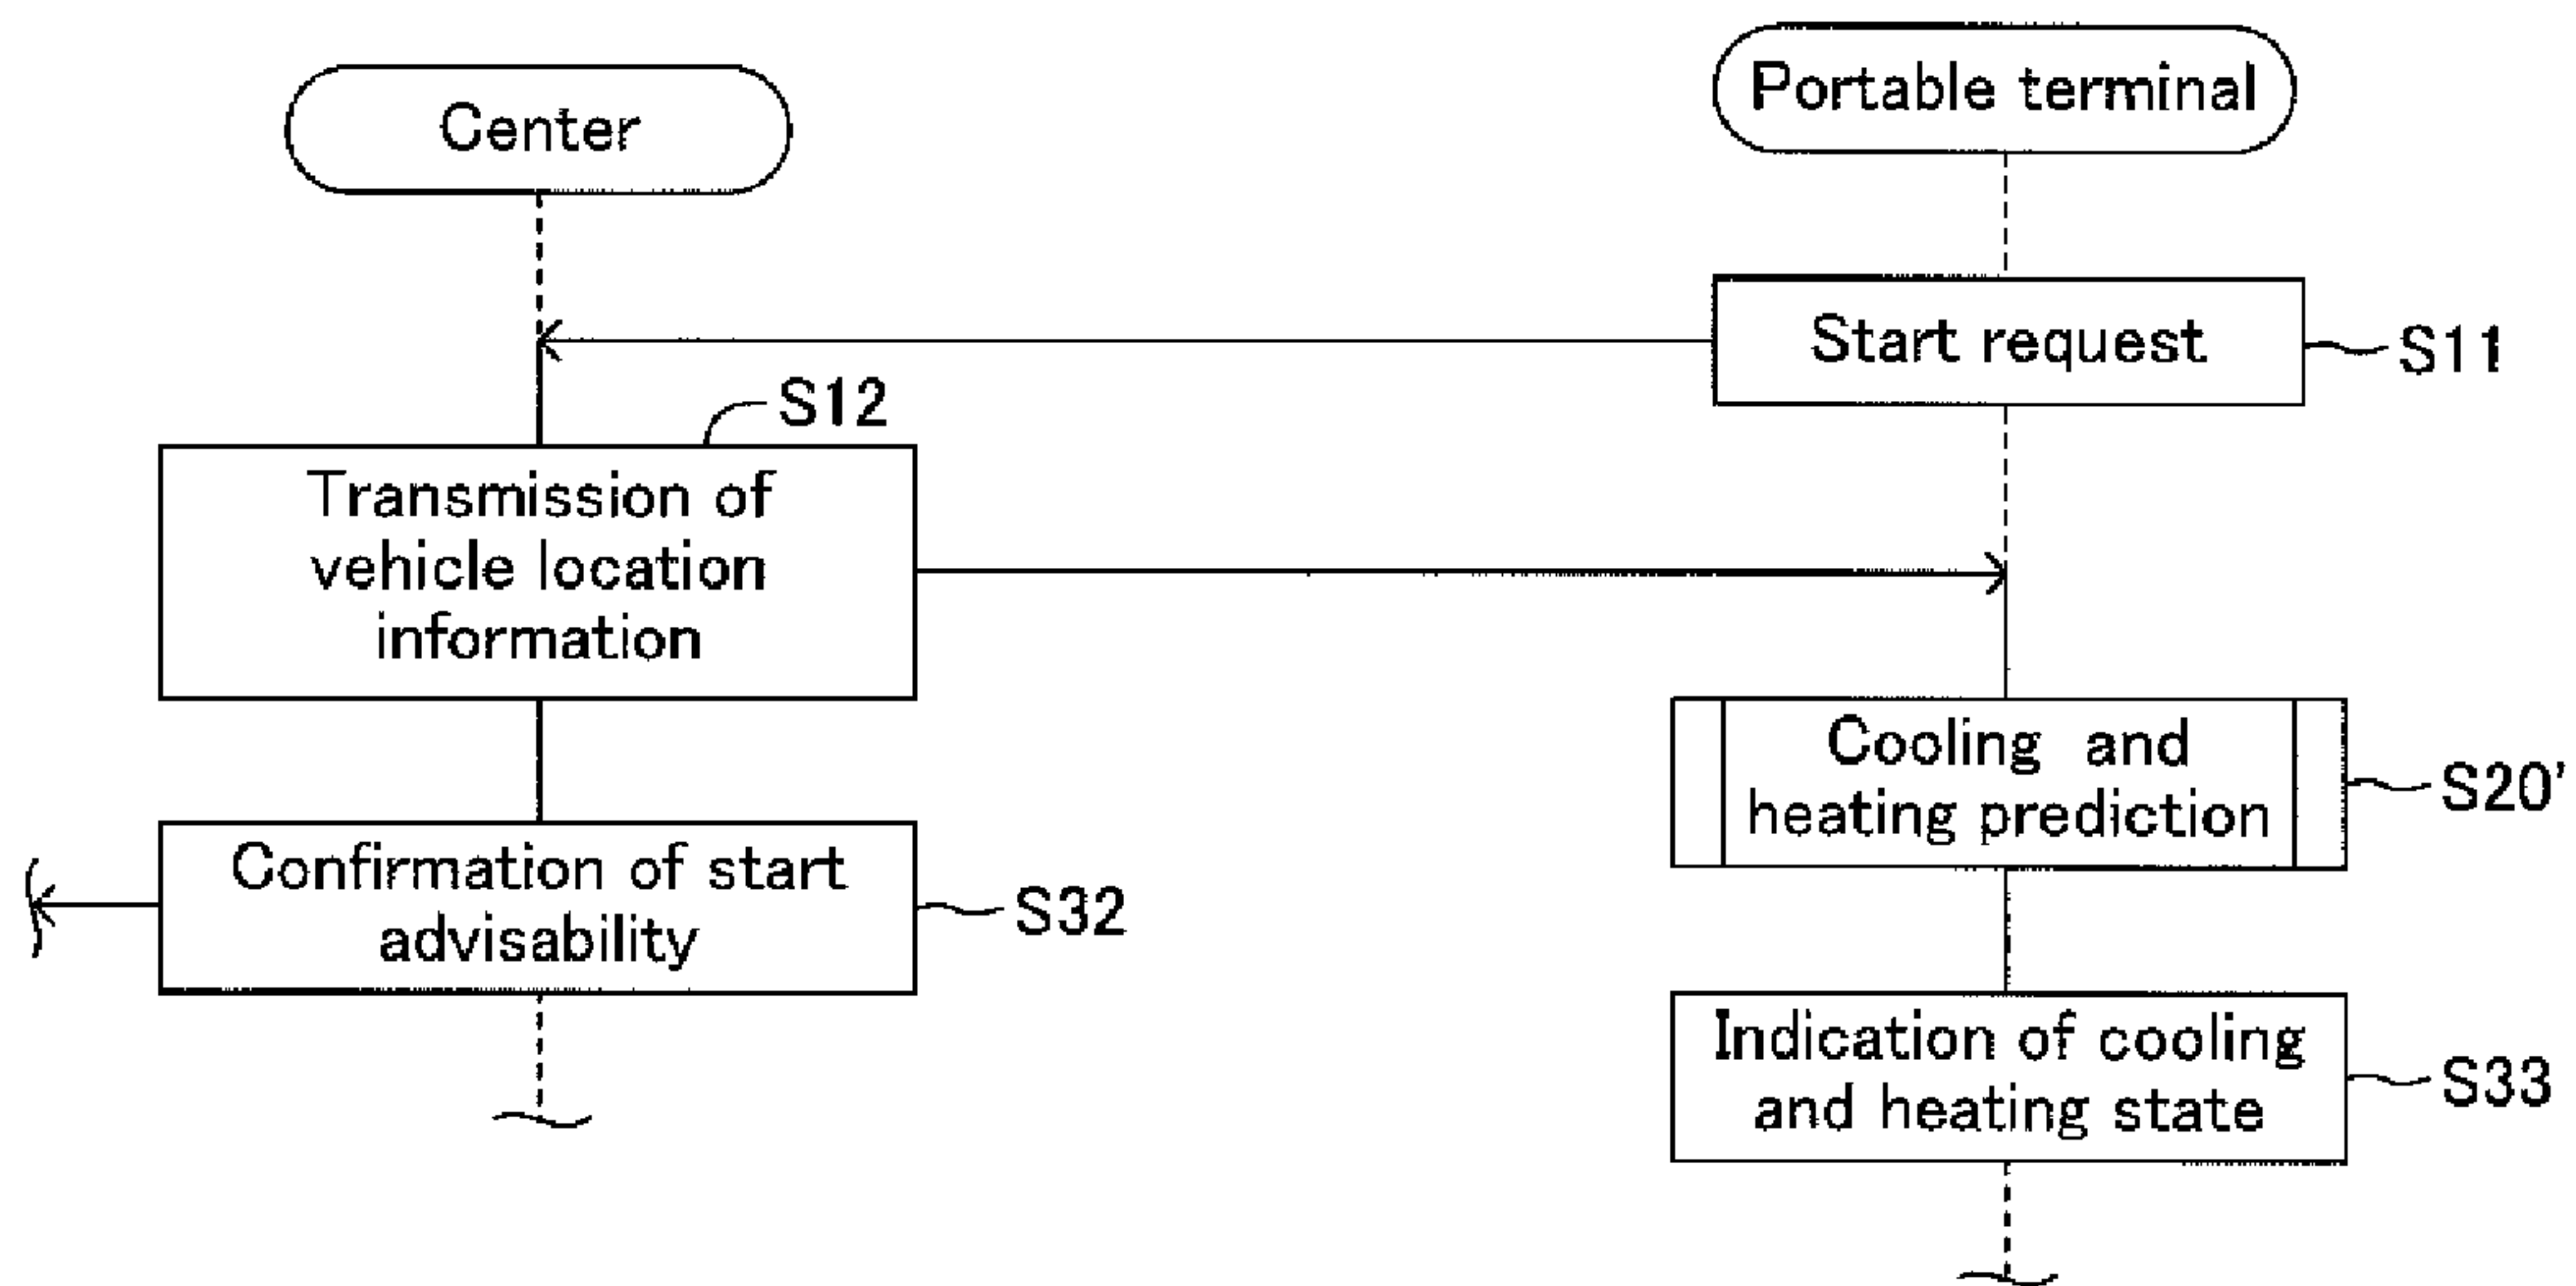 Center
Portable terminal
Start request
S11
S12
Transmission of
vehicle location
information
Cooling and
heating prediction
S20'
Confirmation of start
advisability
S32
Indication of cooling
and heating state
S33